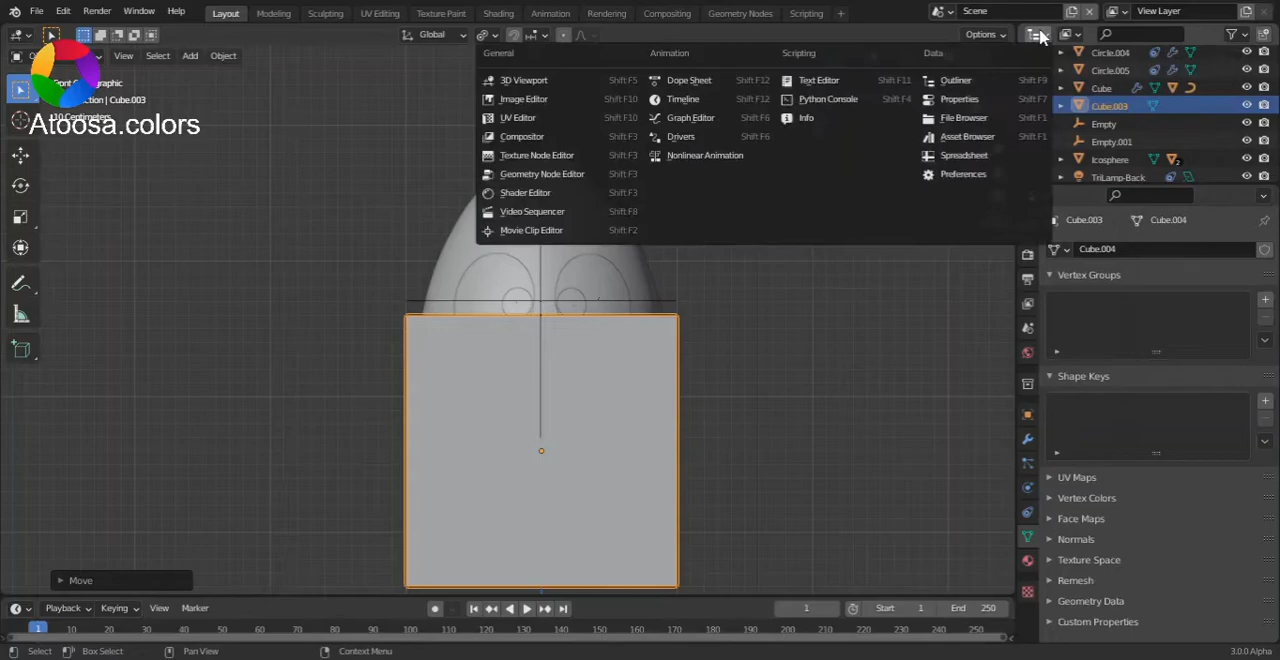 File Edit Render Window Help Layout Modeling Sculpting UV Editing Texture Paint Shading Animation Rendering Compositing Geometry Nodes Scripting + Scene View Layer
Global Options
View Select Add Object
Atoosa.colors
General Animation Scripting Data
3D Viewport Shift F5 Dope Sheet Shift F12 Text Editor Shift F11 Outliner Shift F9
Image Editor Shift F10 Timeline Shift F12 Python Console Shift F4 Properties Shift F7
UV Editor Shift F10 Graph Editor Shift F6 Info File Browser Shift F1
Compositor Shift F3 Drivers Shift F6 Asset Browser Shift F1
Texture Node Editor Shift F3 Nonlinear Animation Spreadsheet
Geometry Node Editor Shift F3 Preferences
Shader Editor Shift F3
Video Sequencer Shift F8
Movie Clip Editor Shift F2
Circle.004
Circle.005
Cube
Cube.003
Empty
Empty.001
Icosphere 2
TriLamp-Back
Cube.003 Cube.004
Cube.004
Vertex Groups
Shape Keys
UV Maps
Vertex Colors
Face Maps
Normals
Texture Space
Remesh
Geometry Data
Custom Properties
Move
Playback Keying View Marker 1 Start 1 End 250
1 10 20 30 40 50 60 70 80 90 100 110 120 130 140 150 160 170 180 190 200 210 220 230 240 250
Select Box Select Pan View Context Menu 3.0.0 Alpha